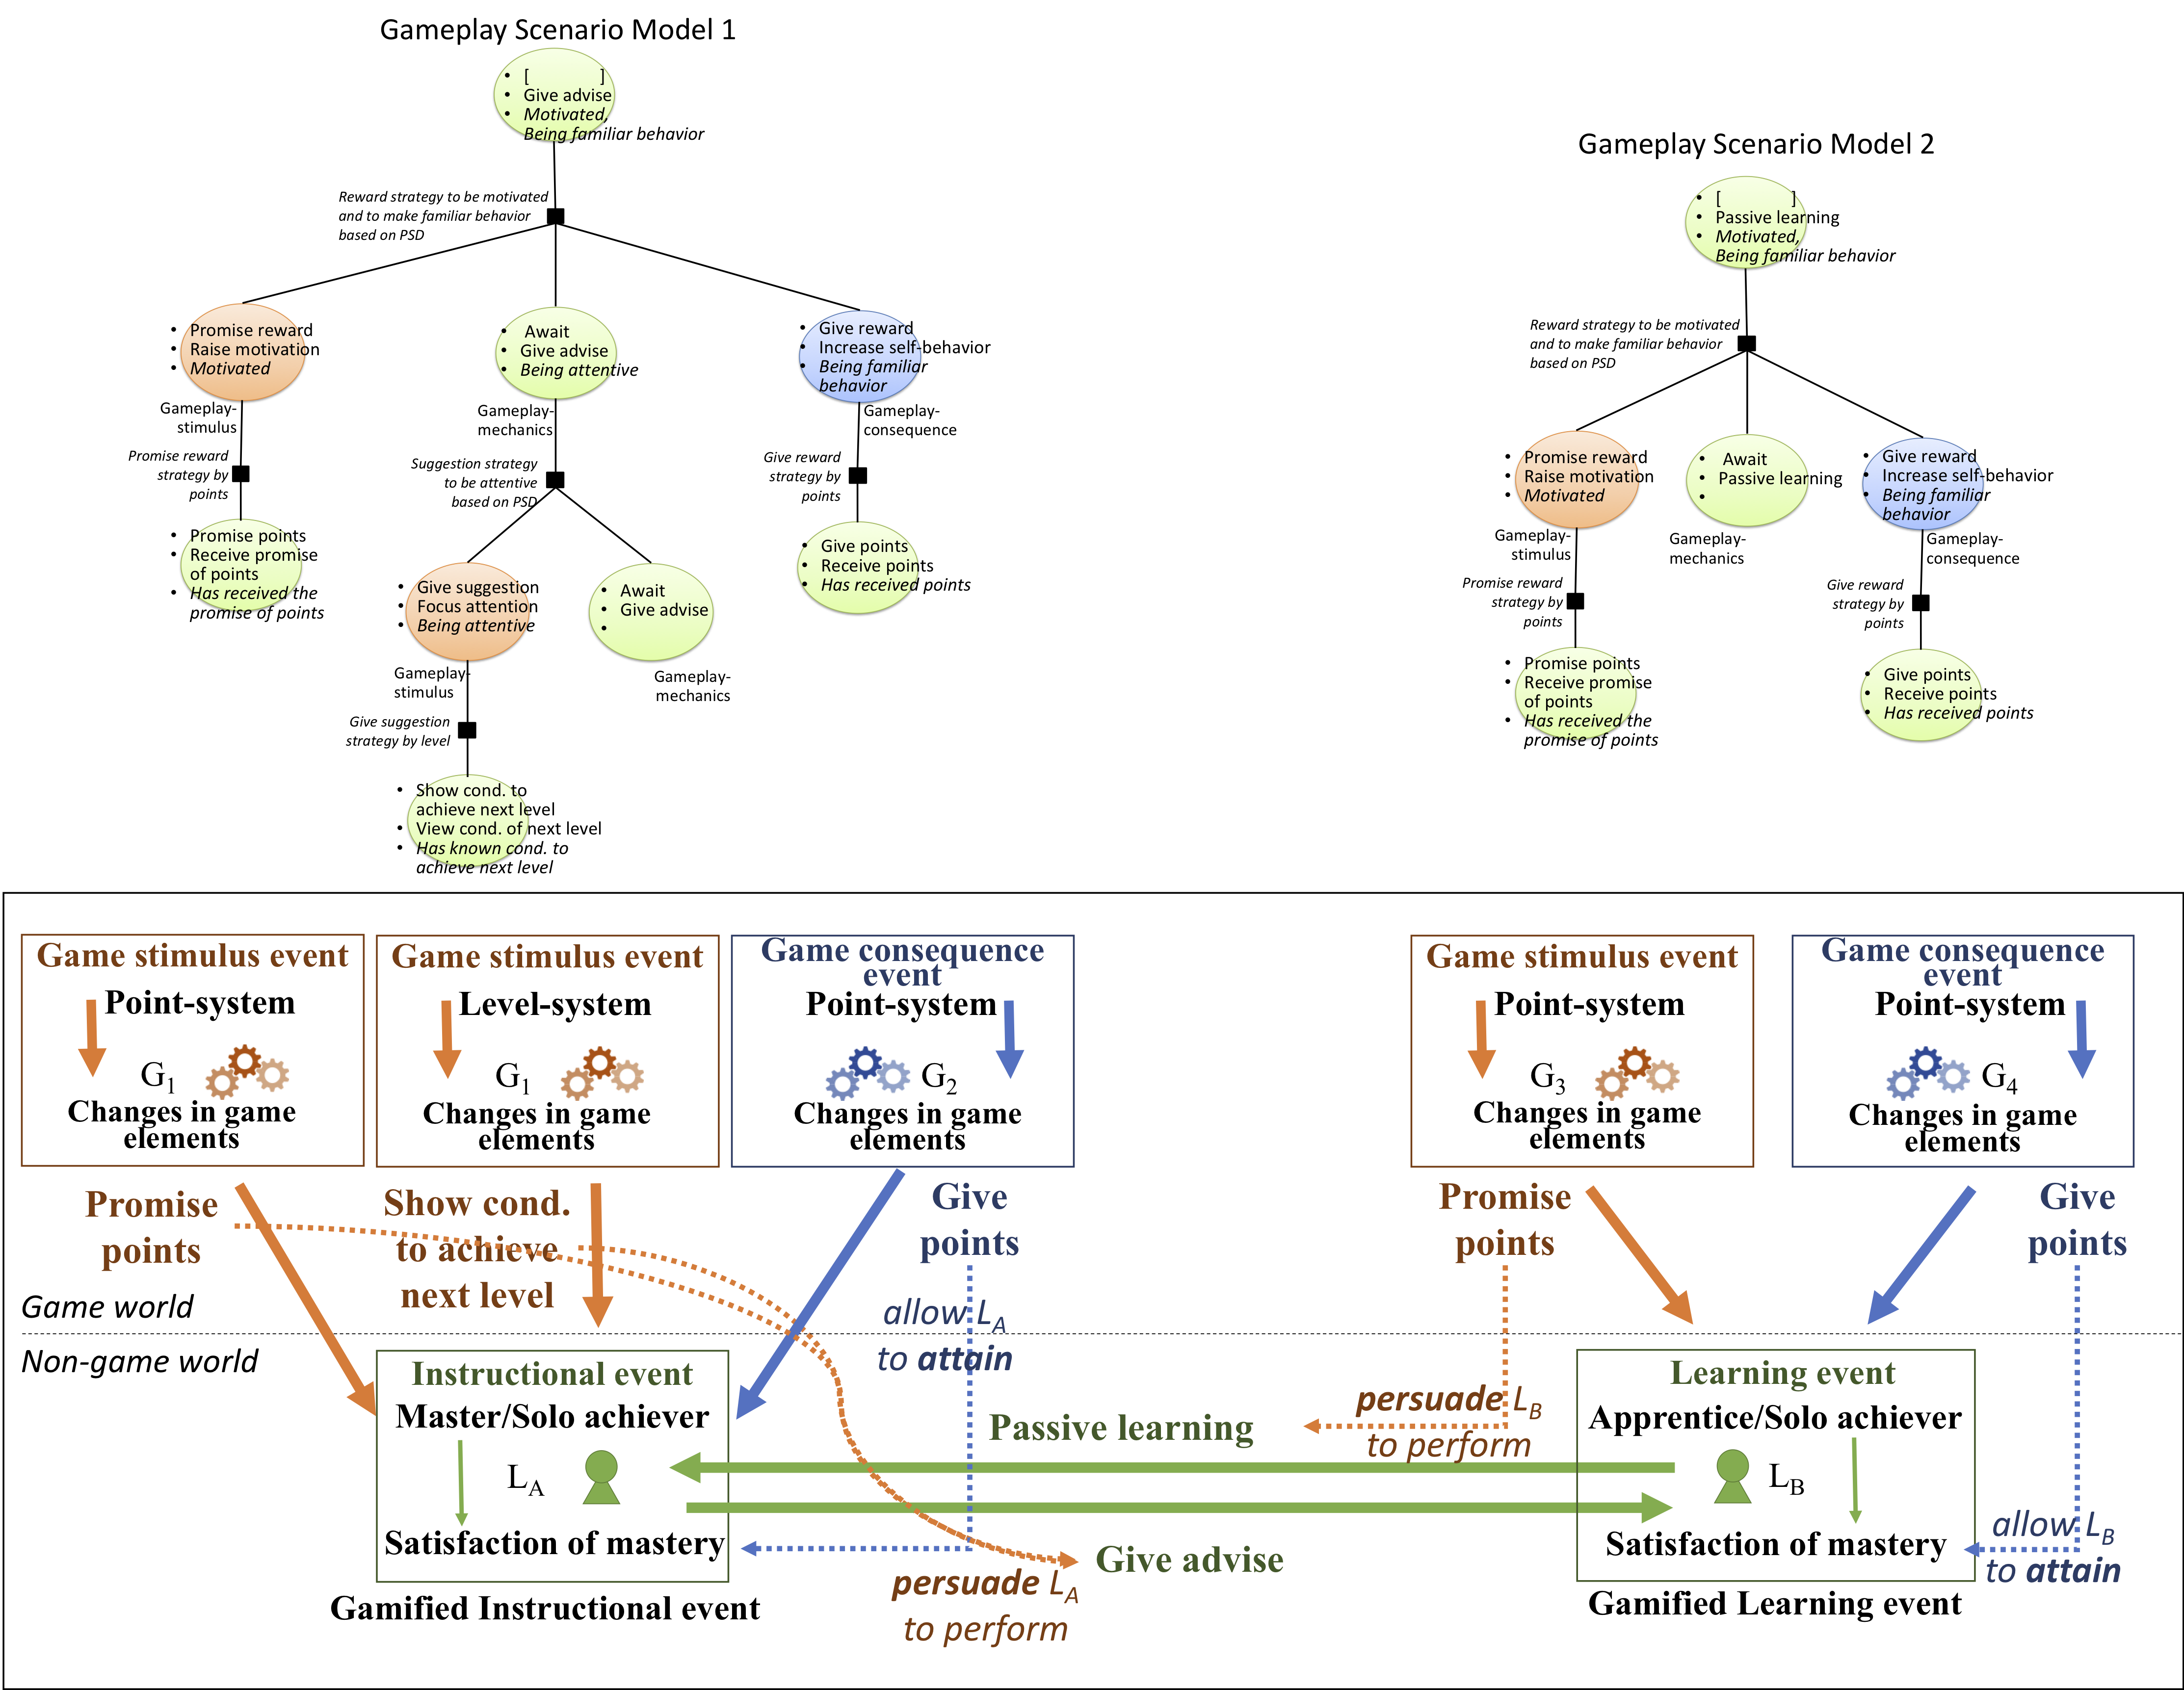 Gameplay Scenario Model 1
• [ ]
• Give advise
• Motivated,
Being familiar behavior
Reward strategy to be motivated
and to make familiar behavior
based on PSD
• Promise reward
• Raise motivation
• Motivated
• Await
• Give advise
• Being attentive
• Give reward
• Increase self-behavior
• Being familiar
behavior
Gameplay-
stimulus
Gameplay-
mechanics
Gameplay-
consequence
Promise reward
strategy by
points
Suggestion strategy
to be attentive
based on PSD
Give reward
strategy by
points
• Promise points
• Receive promise
of points
• Has received the
promise of points
• Give suggestion
• Focus attention
• Being attentive
• Await
• Give advise
•
• Give points
• Receive points
• Has received points
Gameplay-
stimulus
Gameplay-
mechanics
Give suggestion
strategy by level
• Show cond. to
achieve next level
• View cond. of next level
• Has known cond. to
achieve next level
Gameplay Scenario Model 2
• [ ]
• Passive learning
• Motivated,
Being familiar behavior
Reward strategy to be motivated
and to make familiar behavior
based on PSD
• Promise reward
• Raise motivation
• Motivated
• Await
• Passive learning
•
• Give reward
• Increase self-behavior
• Being familiar
behavior
Gameplay-
stimulus
Gameplay-
mechanics
Gameplay-
consequence
Promise reward
strategy by
points
Give reward
strategy by
points
• Promise points
• Receive promise
of points
• Has received the
promise of points
• Give points
• Receive points
• Has received points
Game stimulus event
Point-system
G1
Changes in game
elements
Game stimulus event
Level-system
G1
Changes in game
elements
Game consequence
event
Point-system
G2
Changes in game
elements
Game stimulus event
Point-system
G3
Changes in game
elements
Game consequence
event
Point-system
G4
Changes in game
elements
Promise
points
Show cond.
to achieve
next level
Give
points
Promise
points
Give
points
Game world
Non-game world
allow LA
to attain
Instructional event
Master/Solo achiever
LA
Satisfaction of mastery
Gamified Instructional event
Passive learning
persuade LB
to perform
Give advise
persuade LA
to perform
Learning event
Apprentice/Solo achiever
LB
Satisfaction of mastery
Gamified Learning event
allow LB
to attain